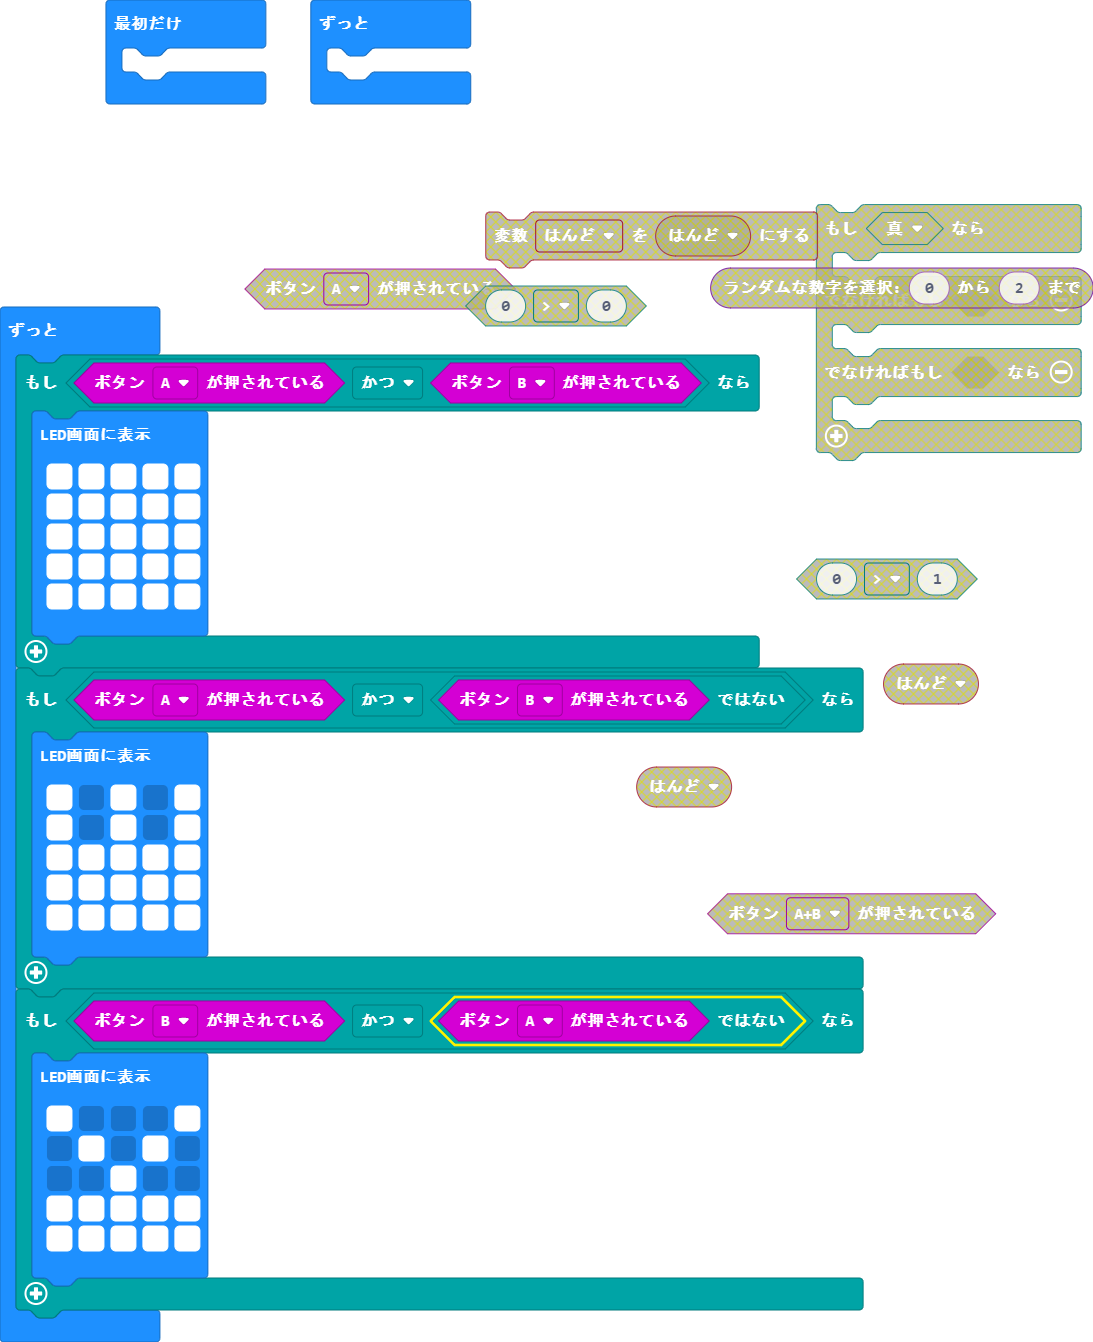 最初だけ
ずっと
変数 はんど を はんど にする
もし 真 なら
ボタン A が押されている
0 > 0
ランダムな数字を選択: 0 から 2 まで
でなければもし なら
ずっと
もし ボタン A が押されている かつ ボタン B が押されている なら
LED画面に表示
0 > 1
もし ボタン A が押されている かつ ボタン B が押されている ではない なら
はんど
LED画面に表示
はんど
ボタン A+B が押されている
もし ボタン B が押されている かつ ボタン A が押されている ではない なら
LED画面に表示